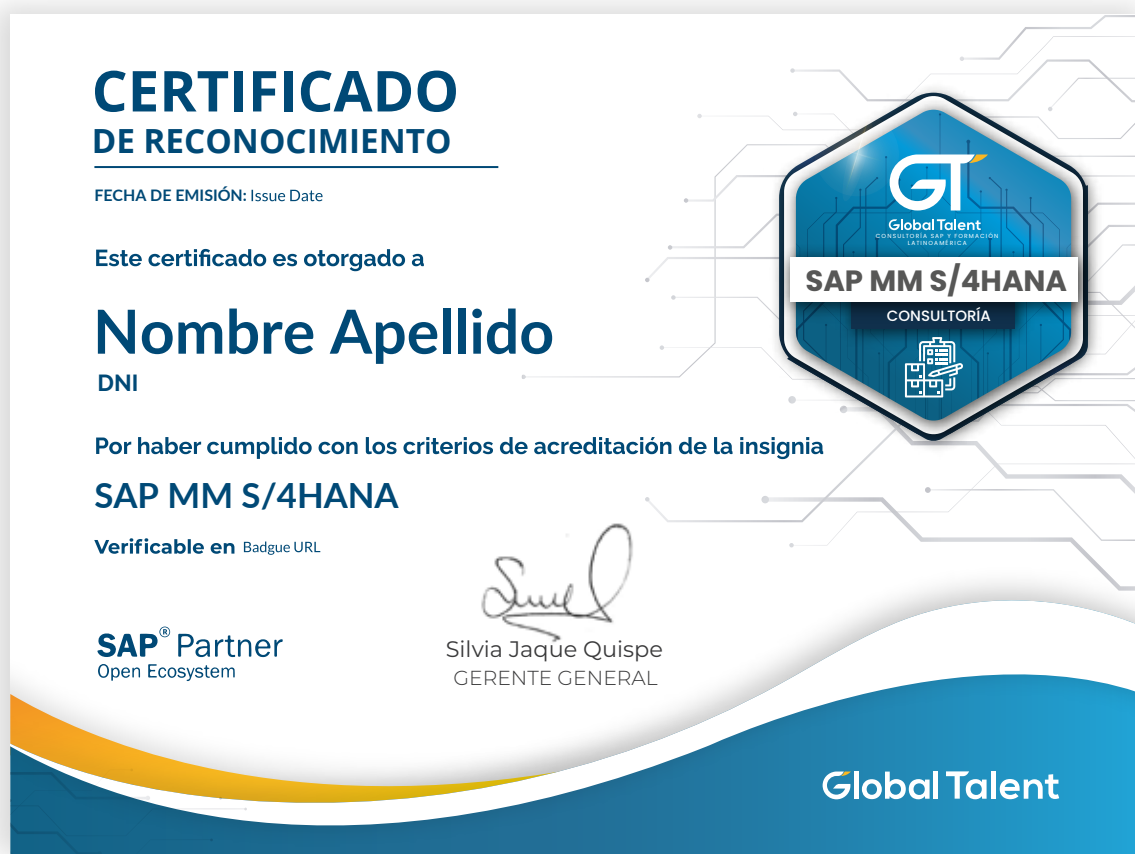 CERTIFICADO
DE RECONOCIMIENTO
FECHA DE EMISIÓN: Issue Date
Este certificado es otorgado a
Nombre Apellido
DNI
Por haber cumplido con los criterios de acreditación de la insignia
SAP MM S/4HANA
Verificable en Badgue URL
GT
Global Talent
CONSULTORÍA SAP Y FORMACIÓN
LATINOAMÉRICA
SAP MM S/4HANA
CONSULTORÍA
SAP® Partner
Open Ecosystem
Silvia Jaque Quispe
GERENTE GENERAL
Global Talent